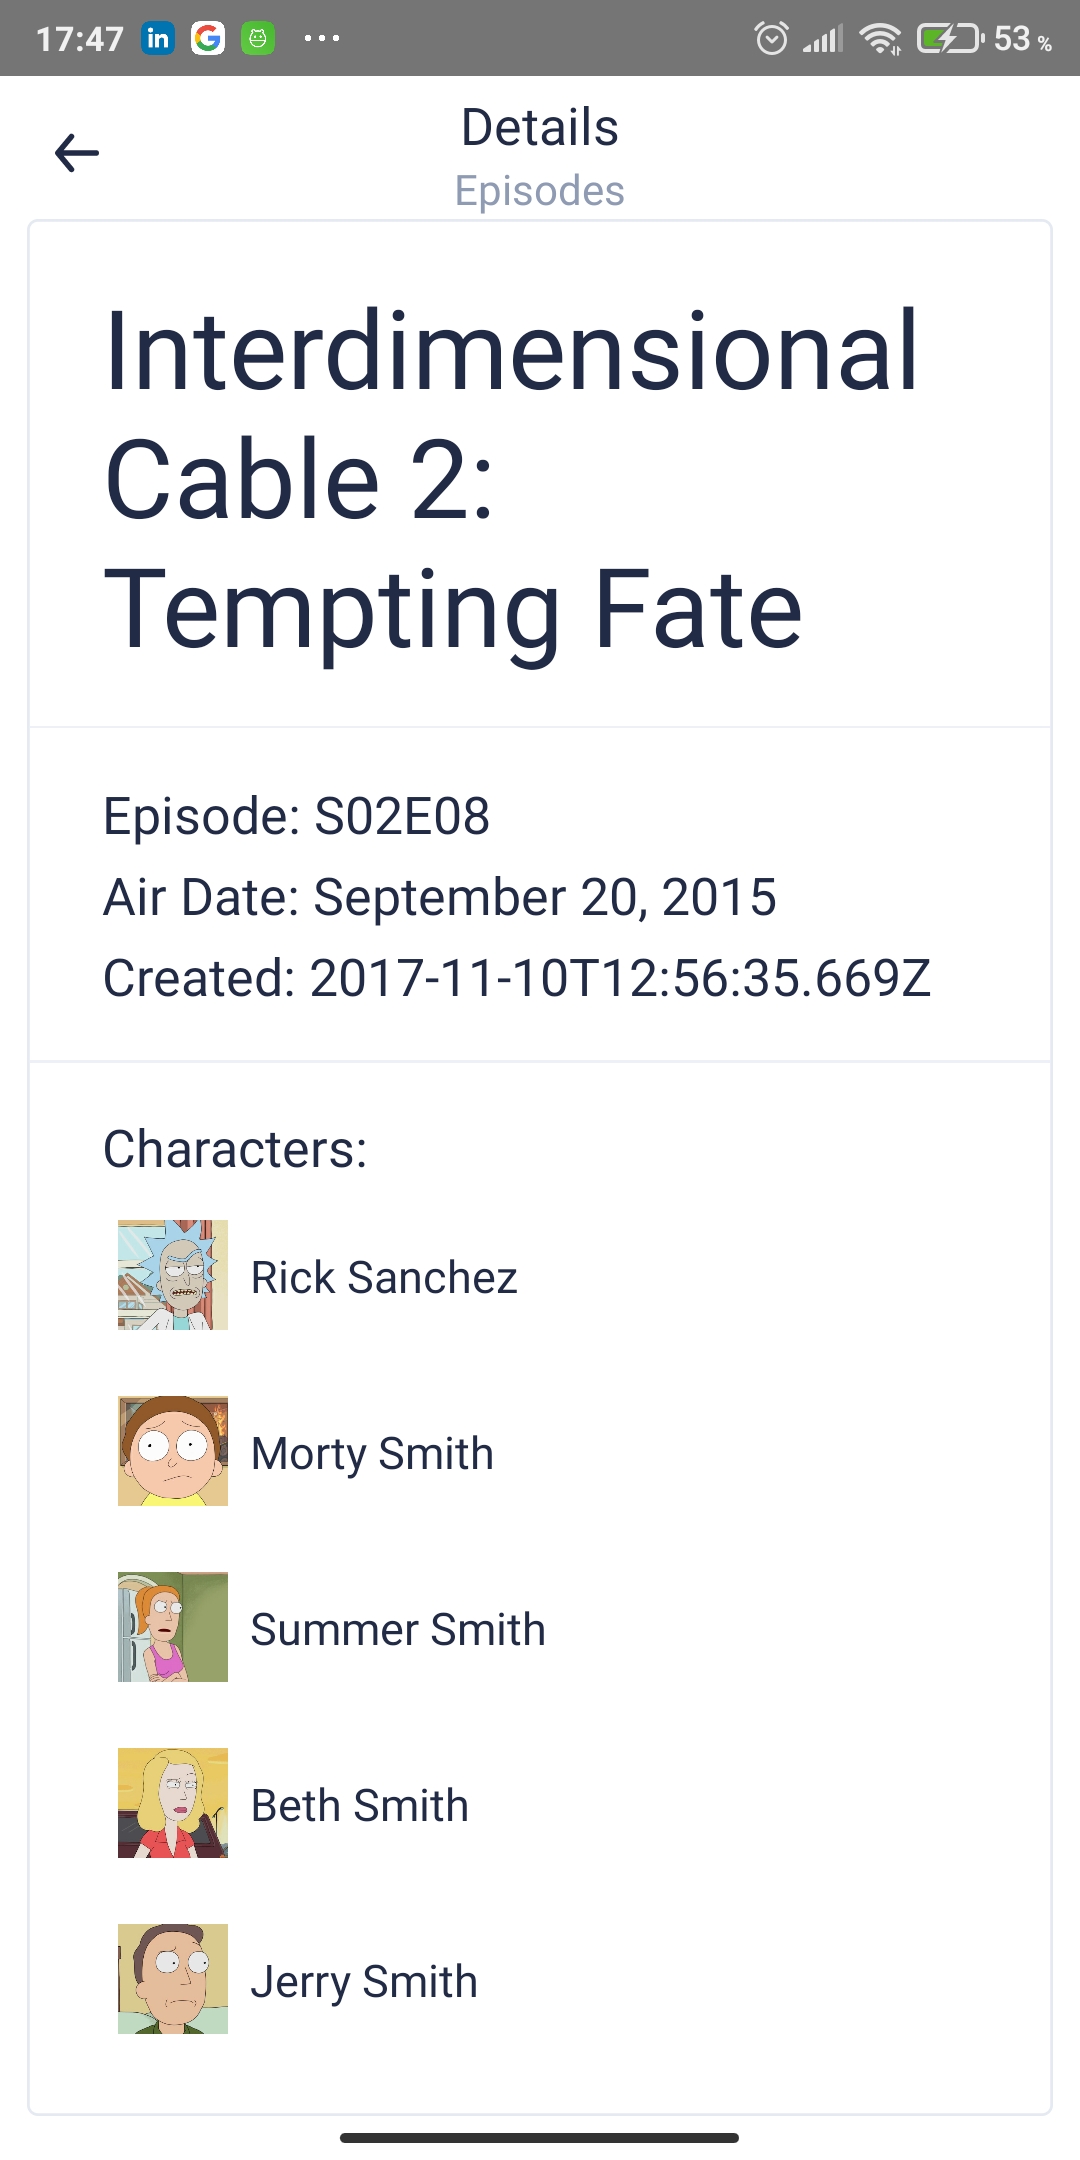 17:47 in G ... 53 %
Details
Episodes
Interdimensional
Cable 2:
Tempting Fate
Episode: S02E08
Air Date: September 20, 2015
Created: 2017-11-10T12:56:35.669Z
Characters:
Rick Sanchez
Morty Smith
Summer Smith
Beth Smith
Jerry Smith